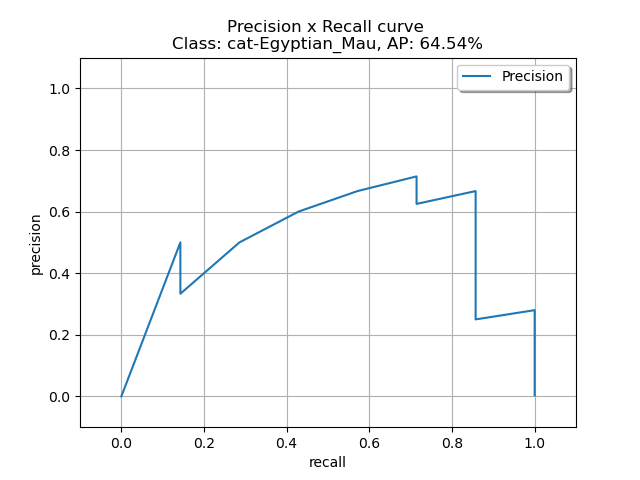 Precision x Recall curve
Class: cat-Egyptian_Mau, AP: 64.54%
Precision
1.0
0.8
0.6
0.4
0.2
0.0
precision
0.0 0.2 0.4 0.6 0.8 1.0
recall